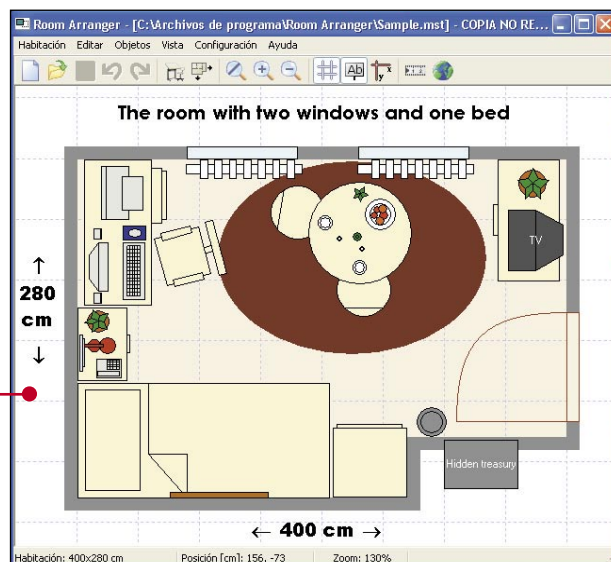 Room Arranger - [C:\Archivos de programa\Room Arranger\Sample.mst] - COPIA NO RE...
Habitación Editar Objetos Vista Configuración Ayuda
Ab
y x
The room with two windows and one bed
TV
↑
280
cm
↓
Hidden treasury
← 400 cm →
Habitación: 400x280 cm Posición [cm]: 156, -73 Zoom: 130%